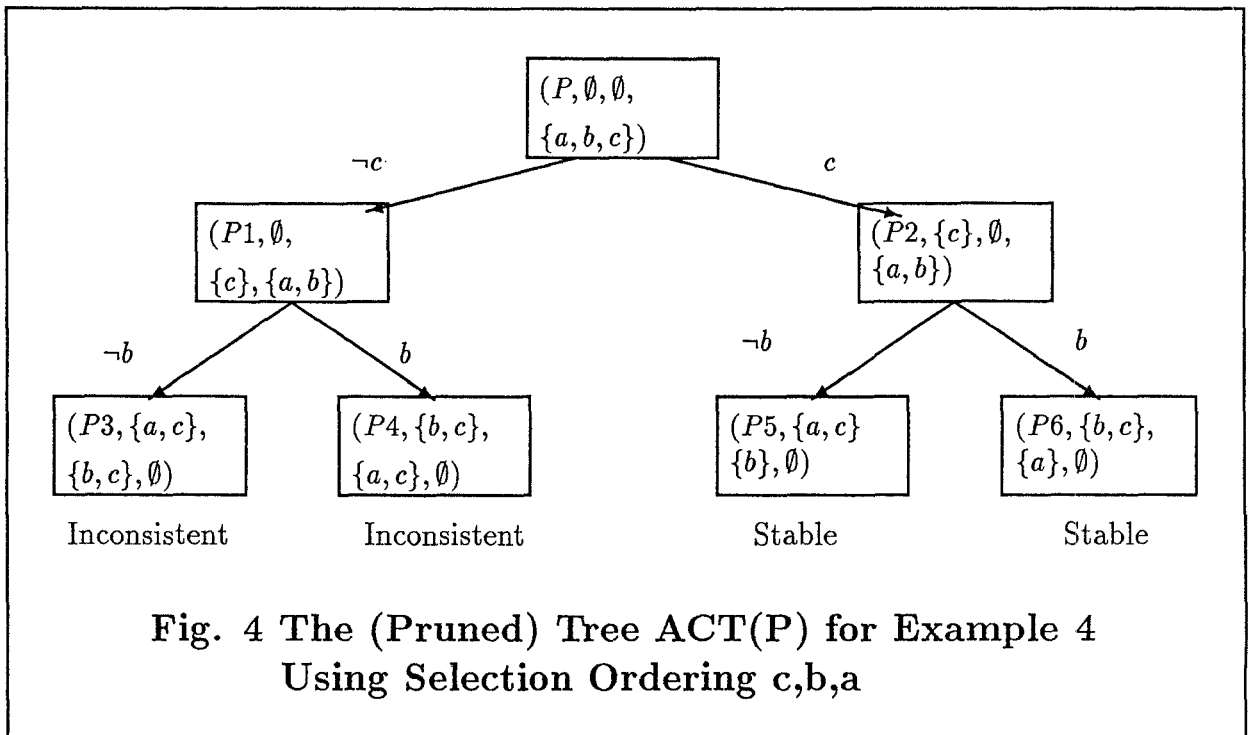 (P, ∅, ∅,
{a, b, c})
¬c
c
(P1, ∅,
{c}, {a, b})
(P2, {c}, ∅,
{a, b})
¬b
b
¬b
b
(P3, {a, c},
{b, c}, ∅)
(P4, {b, c},
{a, c}, ∅)
(P5, {a, c}
{b}, ∅)
(P6, {b, c},
{a}, ∅)
Inconsistent
Inconsistent
Stable
Stable
Fig. 4 The (Pruned) Tree ACT(P) for Example 4
Using Selection Ordering c,b,a